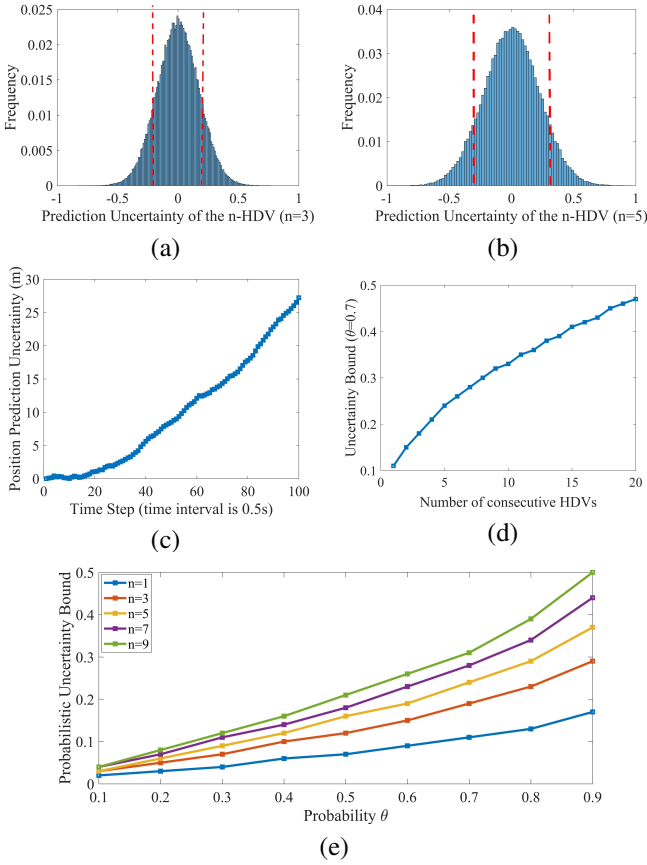 0.025
0.02
0.015
0.01
0.005
0
Frequency
-1 -0.5 0 0.5 1
Prediction Uncertainty of the n-HDV (n=3)
(a)
0.04
0.03
0.02
0.01
0
Frequency
-1 -0.5 0 0.5 1
Prediction Uncertainty of the n-HDV (n=5)
(b)
30
25
20
15
10
5
0
Position Prediction Uncertainty (m)
0 20 40 60 80 100
Time Step (time interval is 0.5s)
(c)
0.5
0.4
0.3
0.2
0.1
Uncertainty Bound (θ=0.7)
0 5 10 15 20
Number of consecutive HDVs
(d)
0.5
0.4
0.3
0.2
0.1
0
Probabilistic Uncertainty Bound
n=1
n=3
n=5
n=7
n=9
0.1 0.2 0.3 0.4 0.5 0.6 0.7 0.8 0.9
Probability θ
(e)